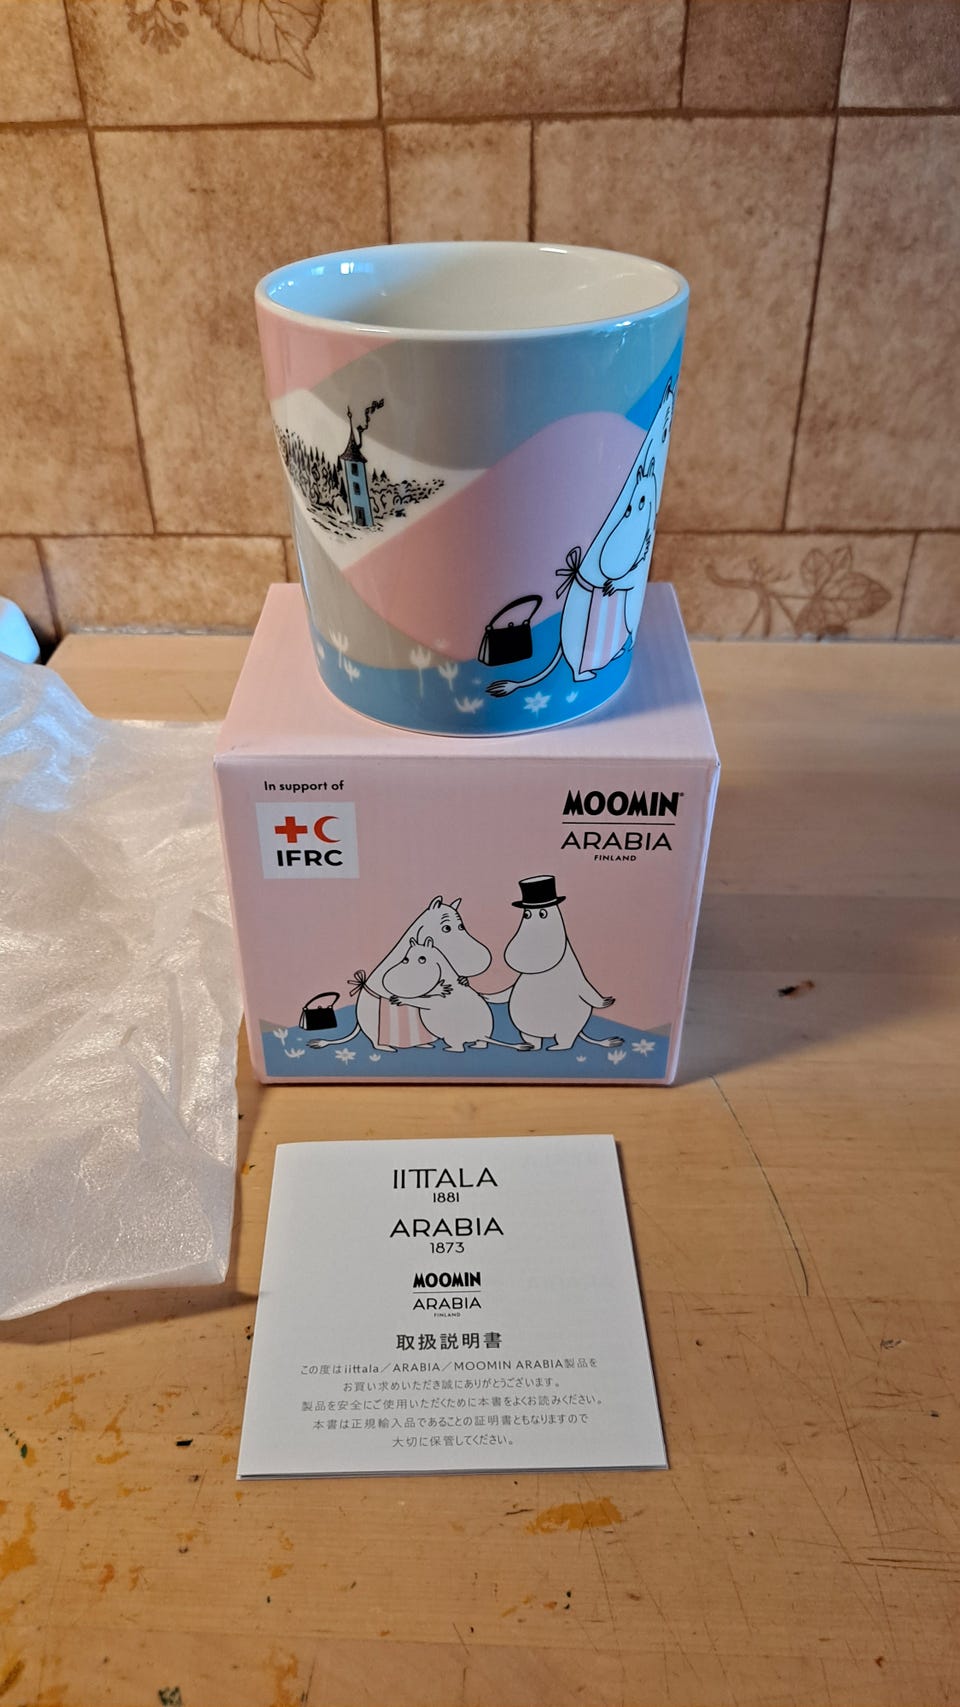 In support of
IFRC
MOOMIN®
ARABIA
FINLAND
IITTALA
1881
ARABIA
1873
MOOMIN
ARABIA
FINLAND
取扱説明書
この度はiittala／ARABIA／MOOMIN ARABIA製品を
お買い求めいただき誠にありがとうございます。
製品を安全にご使用いただくために本書をよくお読みください。
本書は正規輸入品であることの証明書ともなりますので
大切に保管してください。